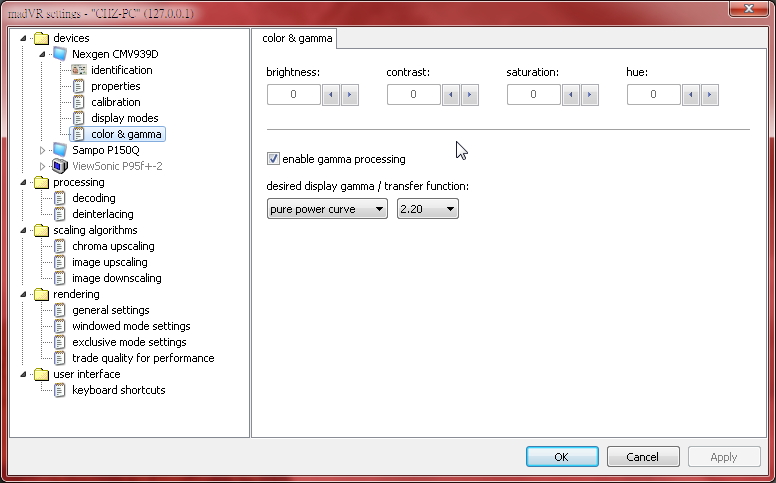 madVR settings - "CHZ-PC" (127.0.0.1)
devices
Nexgen CMV939D
identification
properties
calibration
display modes
color & gamma
Sampo P150Q
ViewSonic P95f+-2
processing
decoding
deinterlacing
scaling algorithms
chroma upscaling
image upscaling
image downscaling
rendering
general settings
windowed mode settings
exclusive mode settings
trade quality for performance
user interface
keyboard shortcuts
color & gamma
brightness: contrast: saturation: hue:
0 0 0 0
enable gamma processing
desired display gamma / transfer function:
pure power curve 2.20
OK Cancel Apply